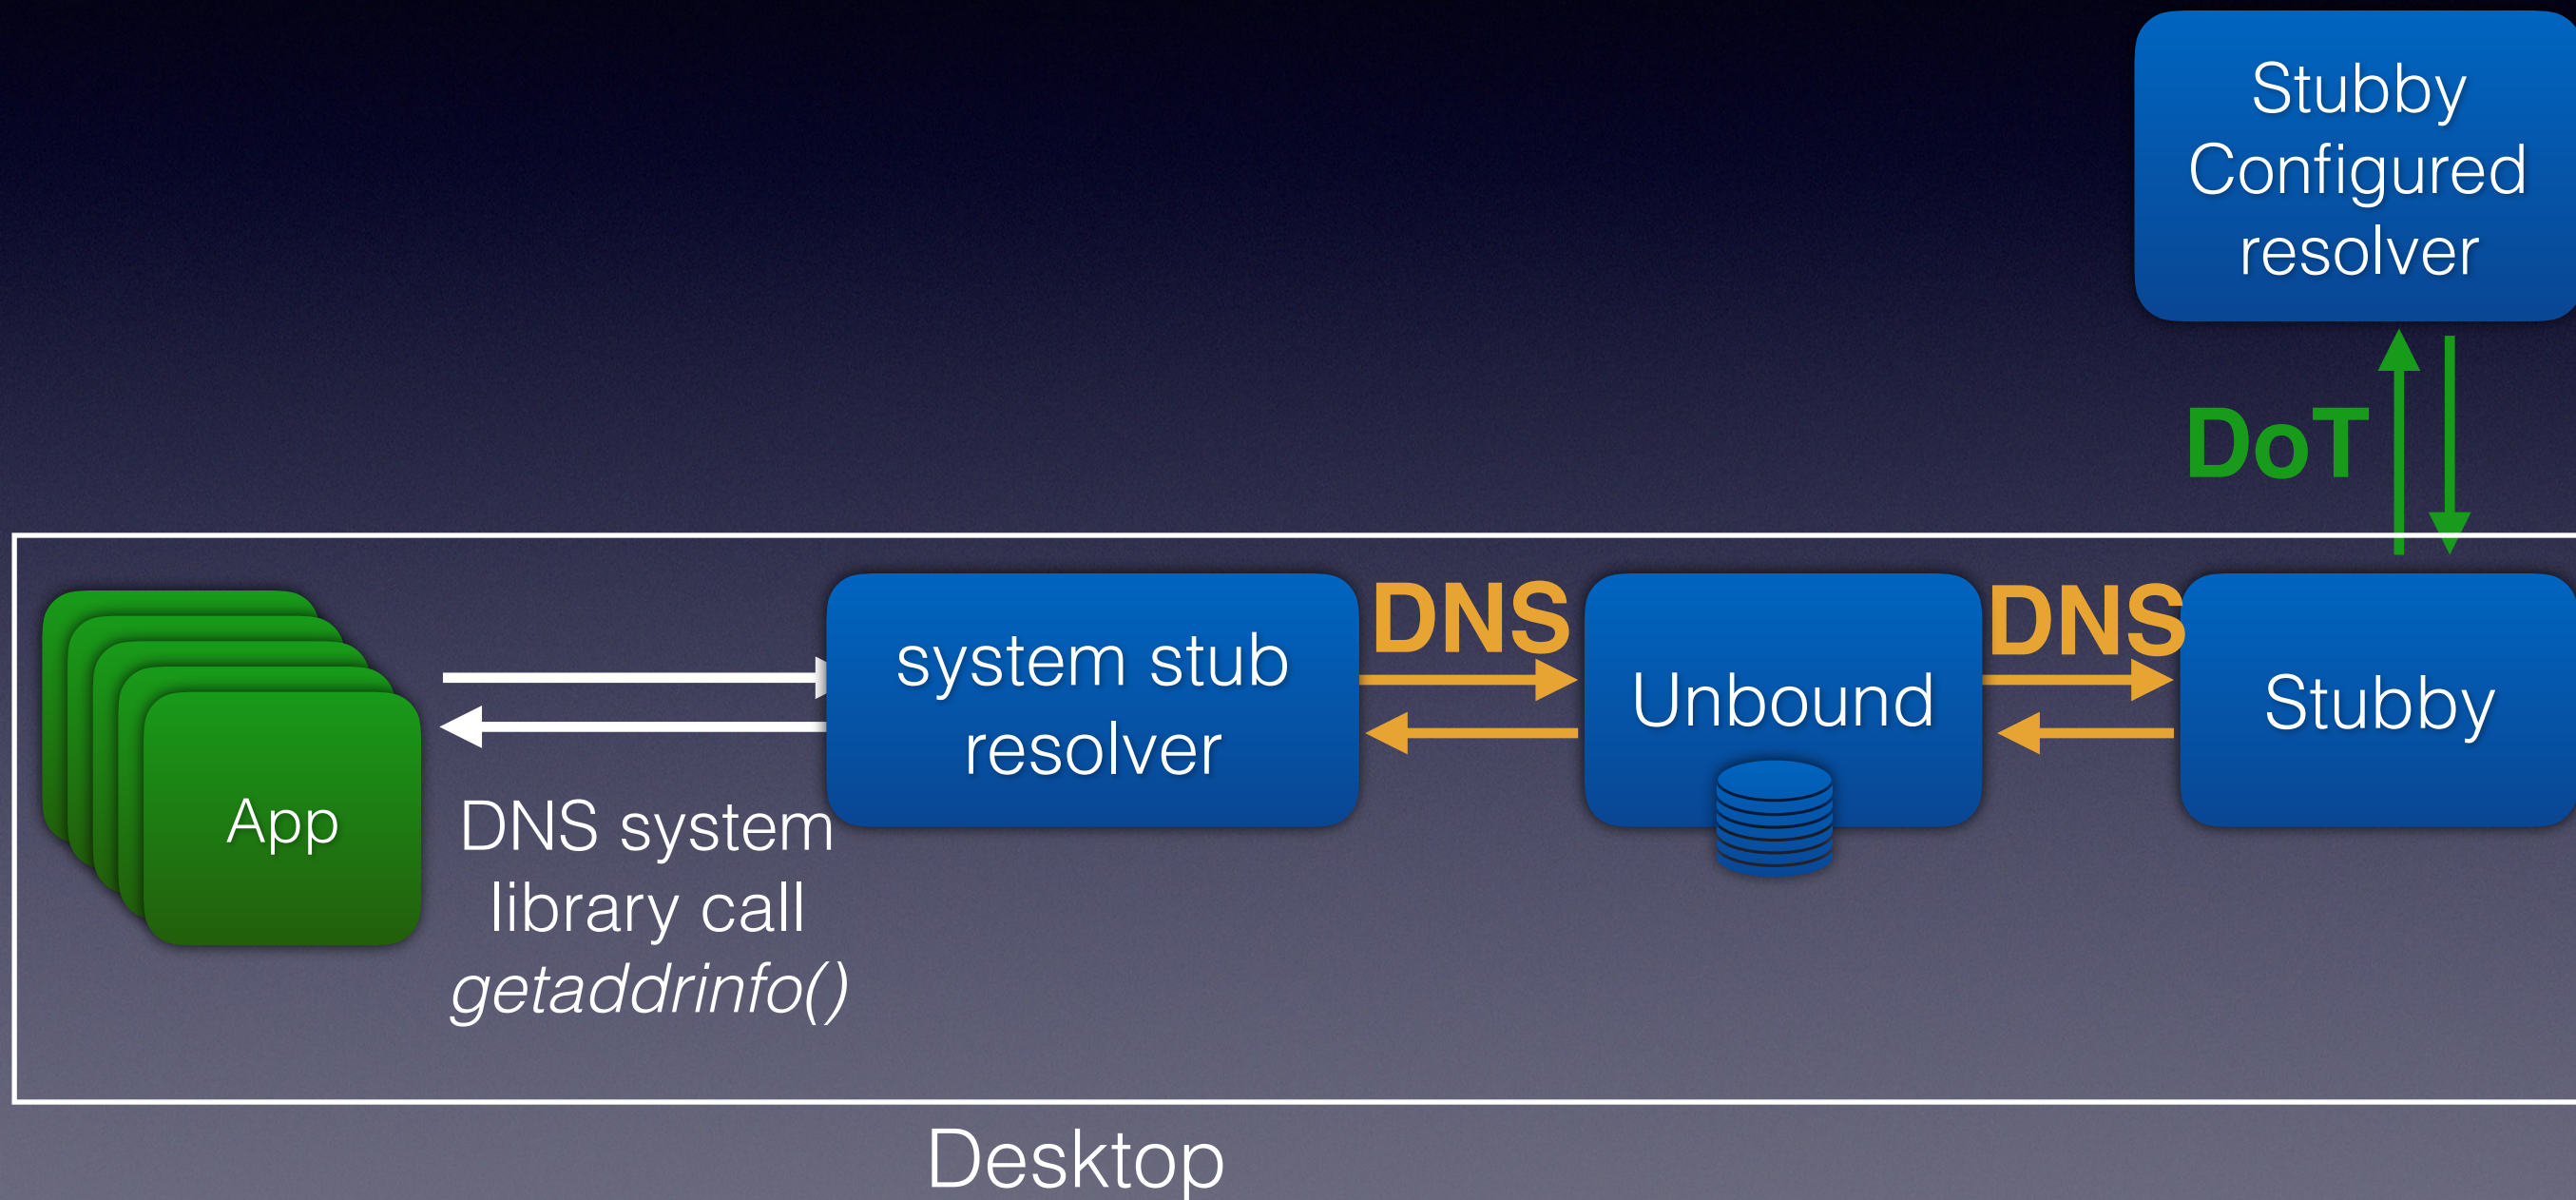 Stubby
Configured
resolver
DoT
App
DNS system
library call
getaddrinfo()
system stub
resolver
DNS
Unbound
DNS
Stubby
Desktop